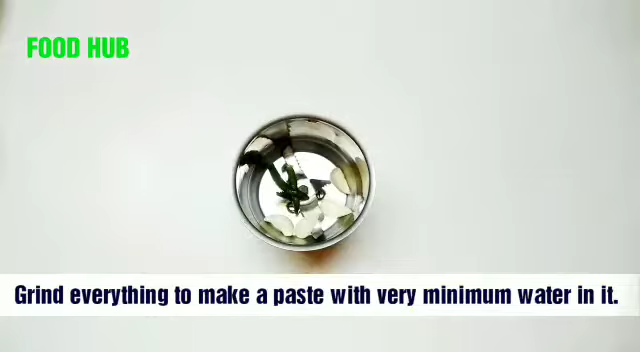 FOOD HUB
Grind everything to make a paste with very minimum water in it.